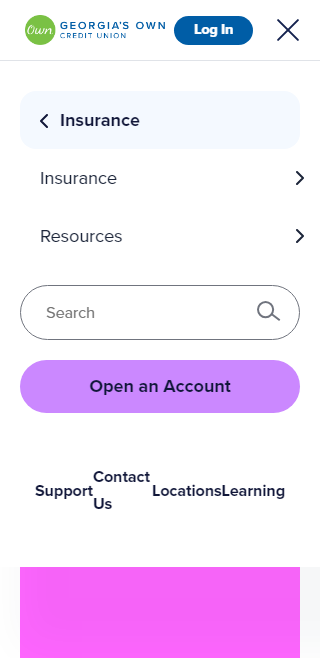 Own GEORGIA'S OWN
CREDIT UNION
Log In
Insurance
Insurance
Resources
Search
Open an Account
Support
Contact
Us
Locations
Learning